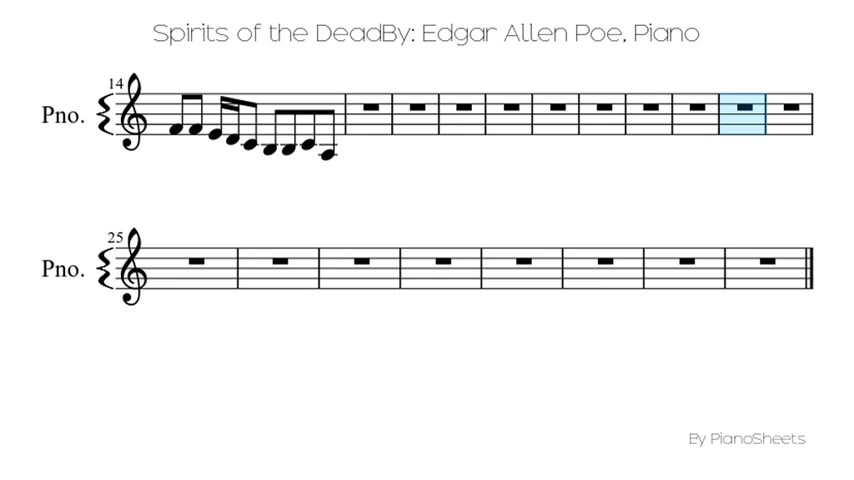 Spirits of the DeadBy: Edgar Allen Poe, Piano
14
Pno.
25
Pno.
By PianoSheets